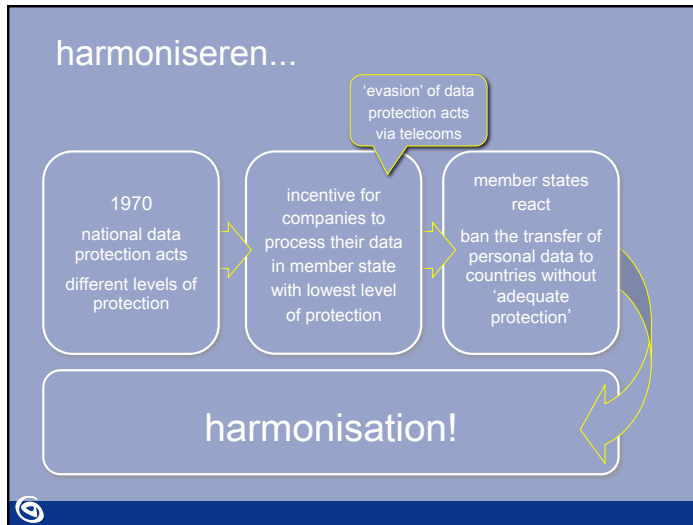 harmoniseren...
'evasion' of data
protection acts
via telecoms
1970
national data
protection acts
different levels of
protection
incentive for
companies to
process their data
in member state
with lowest level
of protection
member states
react
ban the transfer of
personal data to
countries without
'adequate
protection'
harmonisation!